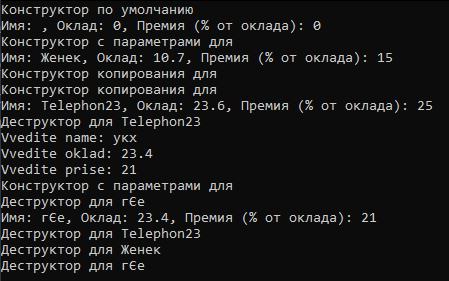 Конструктор по умолчанию
Имя: , Оклад: 0, Премия (% от оклада): 0
Конструктор с параметрами для
Имя: Женек, Оклад: 10.7, Премия (% от оклада): 15
Конструктор копирования для
Конструктор копирования для
Имя: Telephon23, Оклад: 23.6, Премия (% от оклада): 25
Деструктор для Telephon23
Vvedite name: укх
Vvedite oklad: 23.4
Vvedite prise: 21
Конструктор с параметрами для
Деструктор для гЄе
Имя: гЄе, Оклад: 23.4, Премия (% от оклада): 21
Деструктор для Telephon23
Деструктор для Женек
Деструктор для гЄе